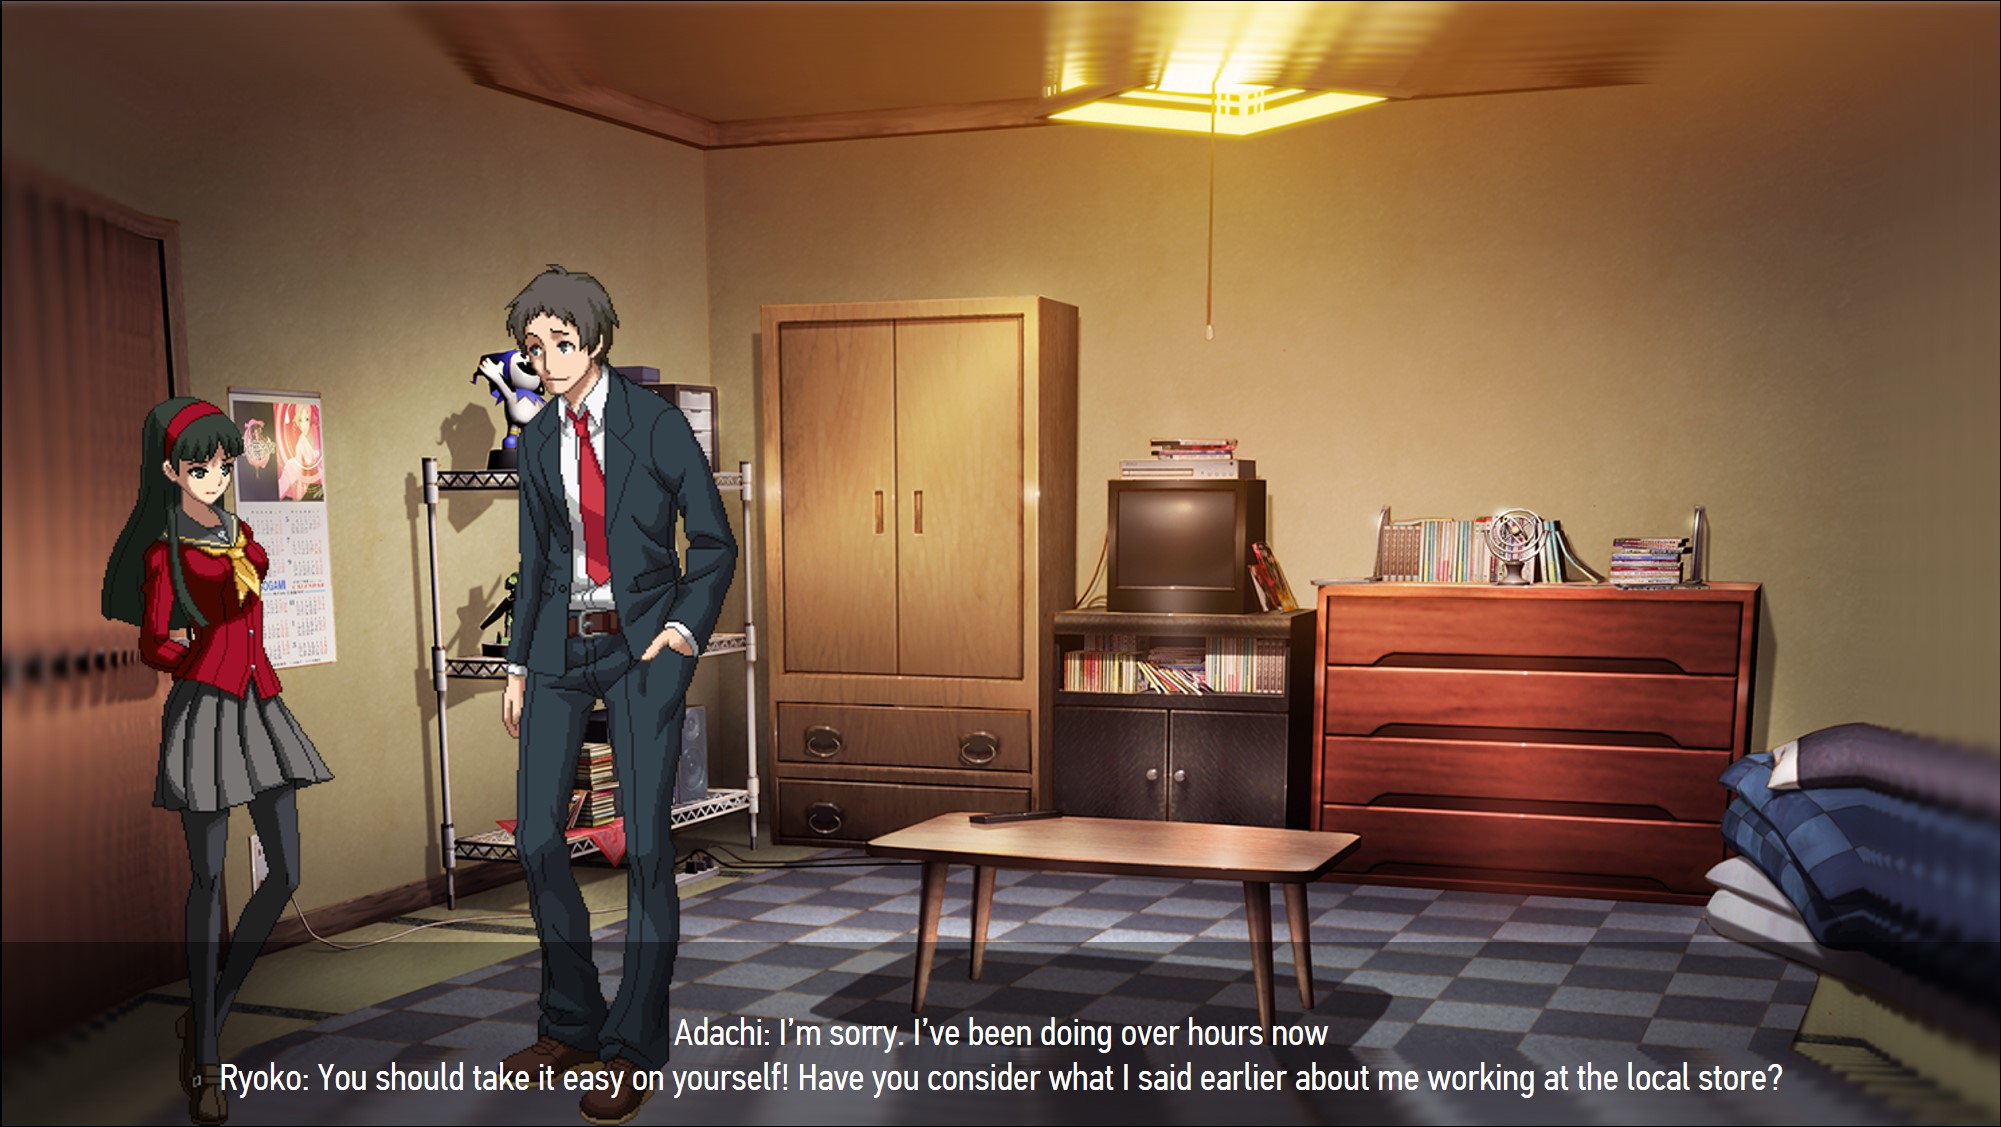 Adachi: I'm sorry. I've been doing over hours now
Ryoko: You should take it easy on yourself! Have you consider what I said earlier about me working at the local store?